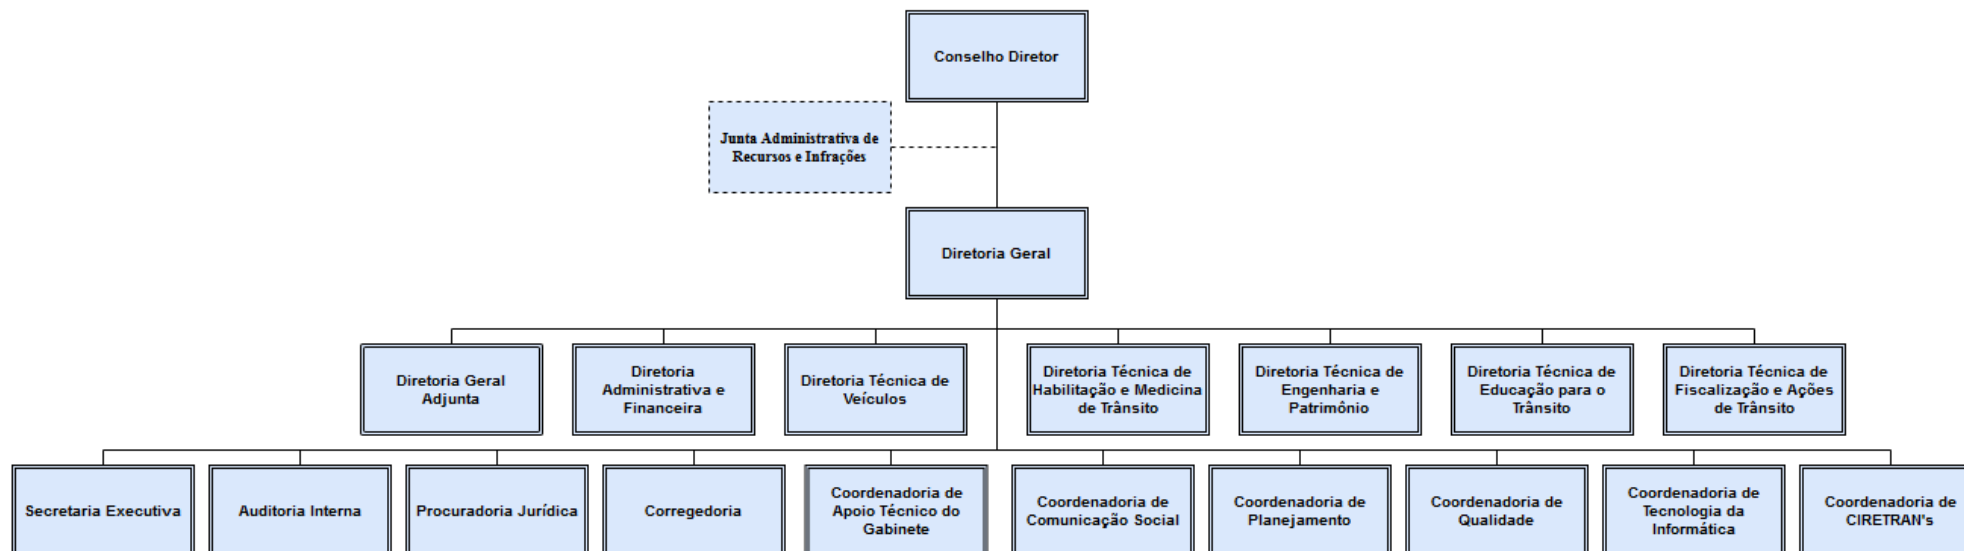 Conselho Diretor
Junta Administrativa de
Recursos e Infrações
Diretoria Geral
Diretoria Geral
Adjunta
Diretoria
Administrativa e
Financeira
Diretoria Técnica de
Veículos
Diretoria Técnica de
Habilitação e Medicina
de Trânsito
Diretoria Técnica de
Engenharia e
Patrimônio
Diretoria Técnica de
Educação para o
Trânsito
Diretoria Técnica de
Fiscalização e Ações
de Trânsito
Secretaria Executiva
Auditoria Interna
Procuradoria Jurídica
Corregedoria
Coordenadoria de
Apoio Técnico do
Gabinete
Coordenadoria de
Comunicação Social
Coordenadoria de
Planejamento
Coordenadoria de
Qualidade
Coordenadoria de
Tecnologia da
Informática
Coordenadoria de
CIRETRAN's